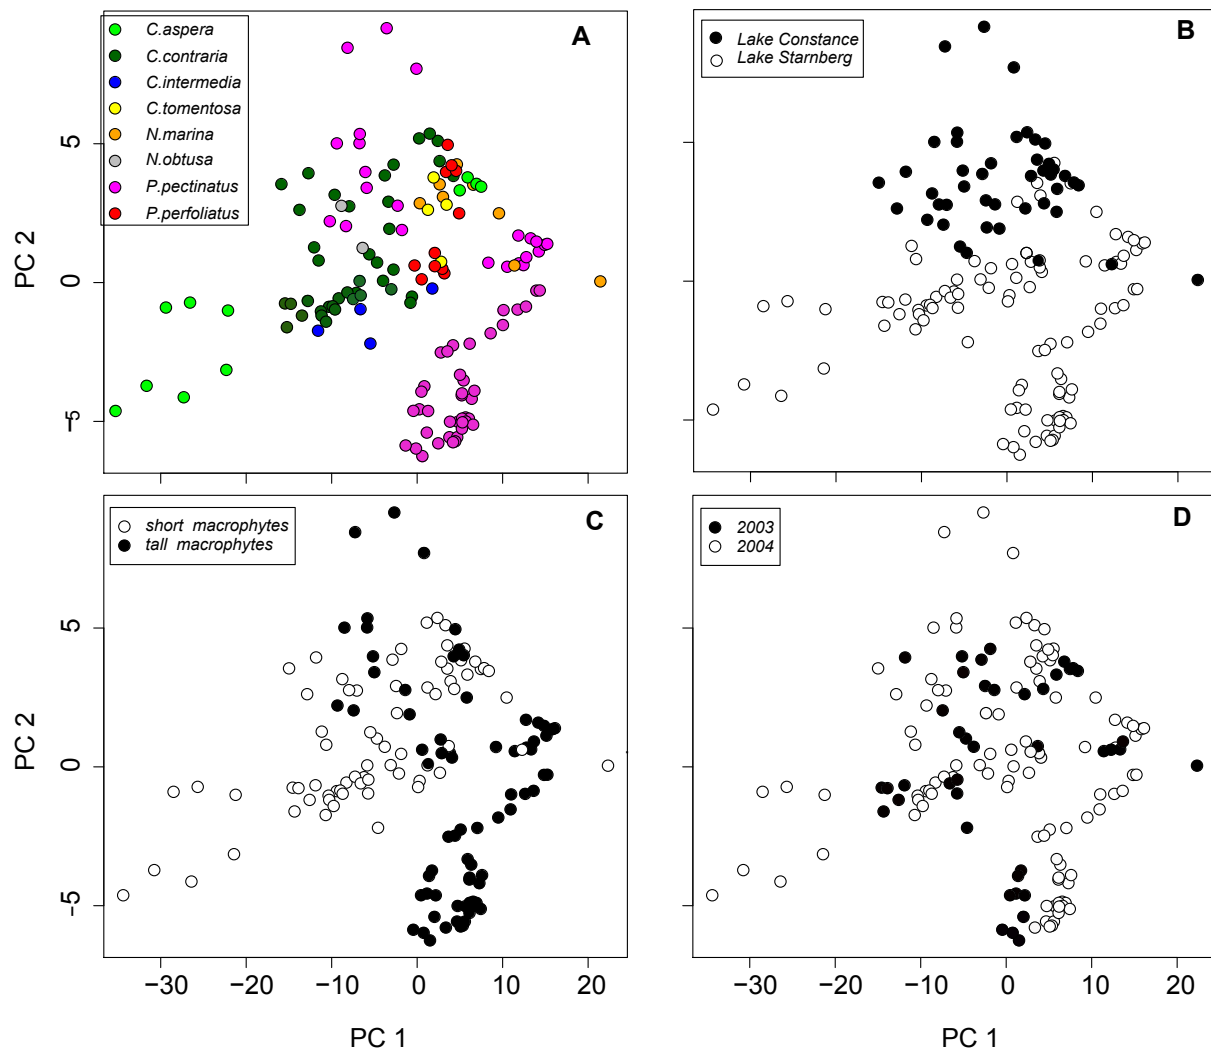 A
C.aspera
C.contraria
C.intermedia
C.tomentosa
N.marina
N.obtusa
P.pectinatus
P.perfoliatus
PC 2
5
0
−5
B
Lake Constance
Lake Starnberg
C
short macrophytes
tall macrophytes
PC 2
5
0
−5
−30 −20 −10 0 10 20
PC 1
D
2003
2004
−30 −20 −10 0 10 20
PC 1